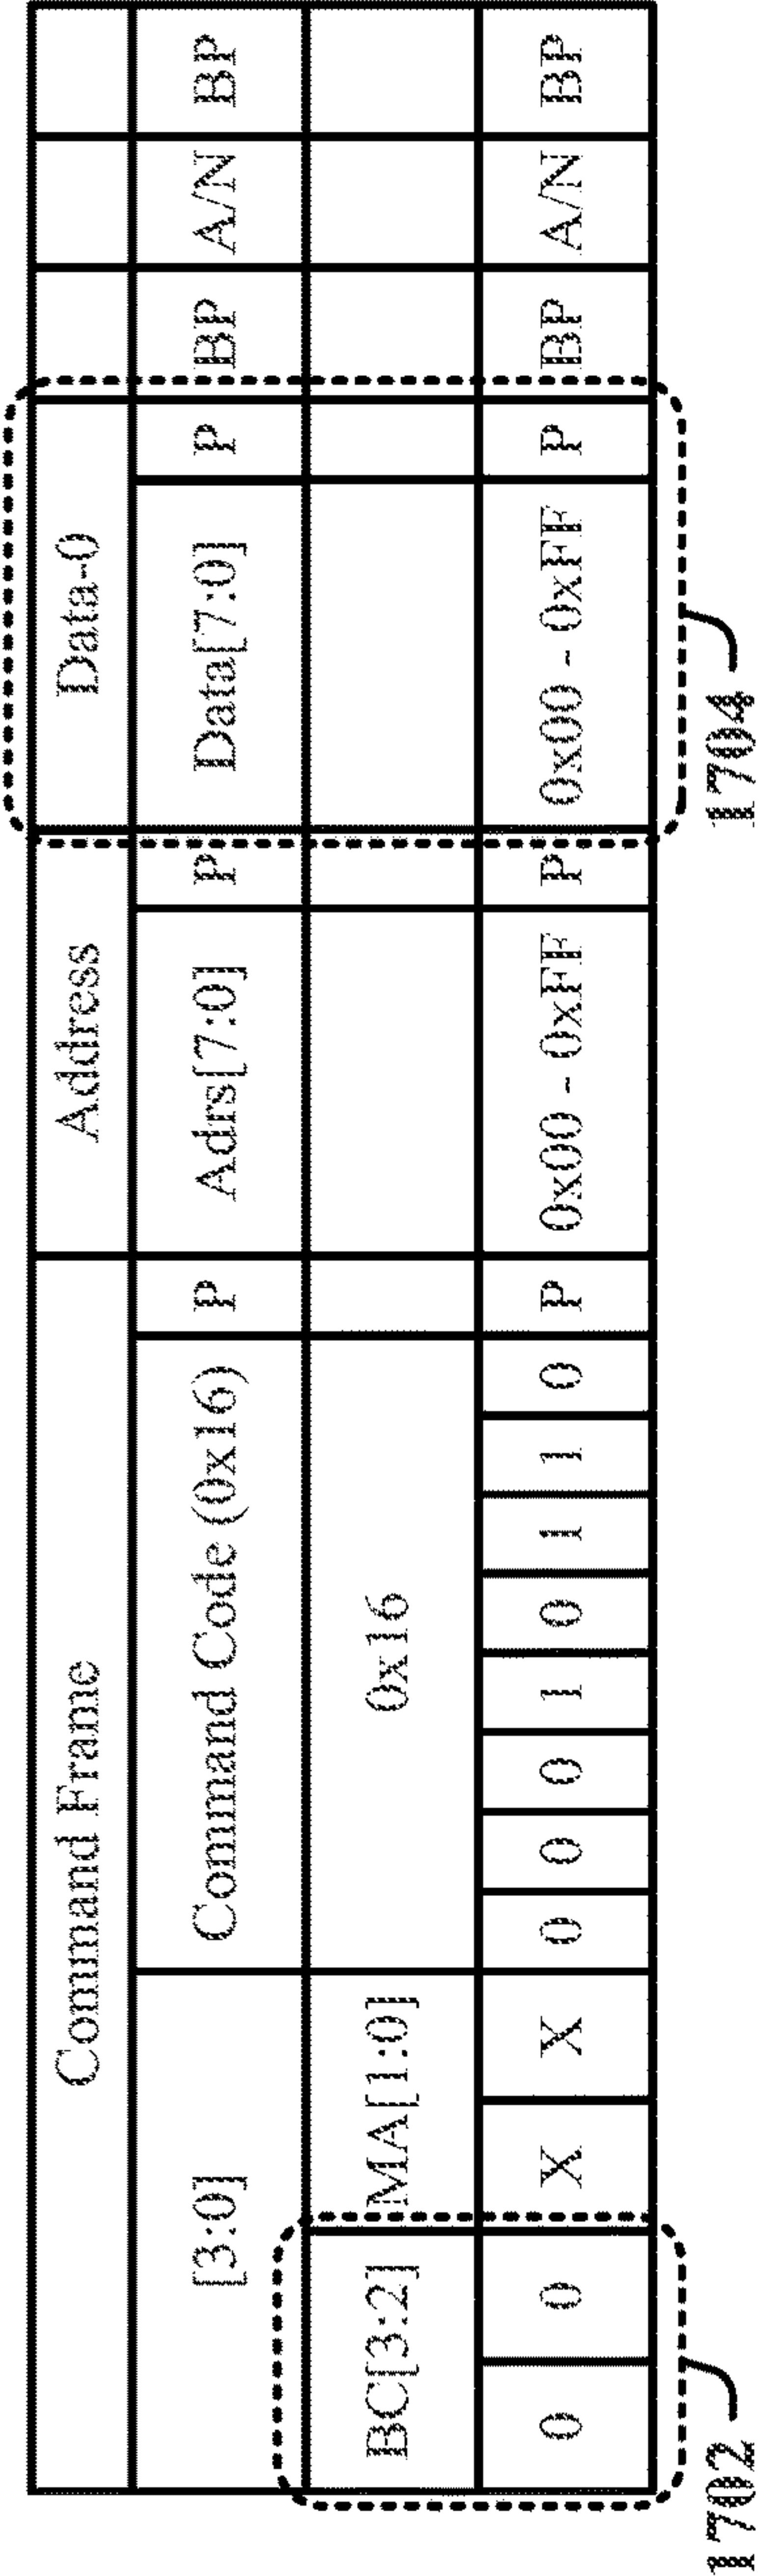 Command Frame Address Data-0
[3:0] Command Code (0x16) P Adrs[7:0] P Data[7:0] P BP A/N BP
BC[3:2] MA[1:0] 0x16
0 0 X X 0 0 0 1 0 1 1 0 P 0x00 - 0xFF P 0x00 - 0xFF P BP A/N BP
1702 1704